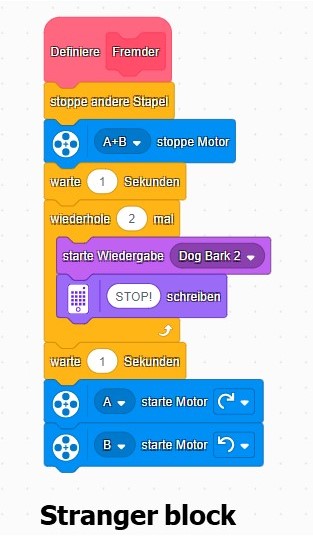 Definiere Fremder
stoppe andere Stapel
A+B stoppe Motor
warte 1 Sekunden
wiederhole 2 mal
starte Wiedergabe Dog Bark 2
STOP! schreiben
warte 1 Sekunden
A starte Motor
B starte Motor
Stranger block